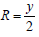 R = y/2